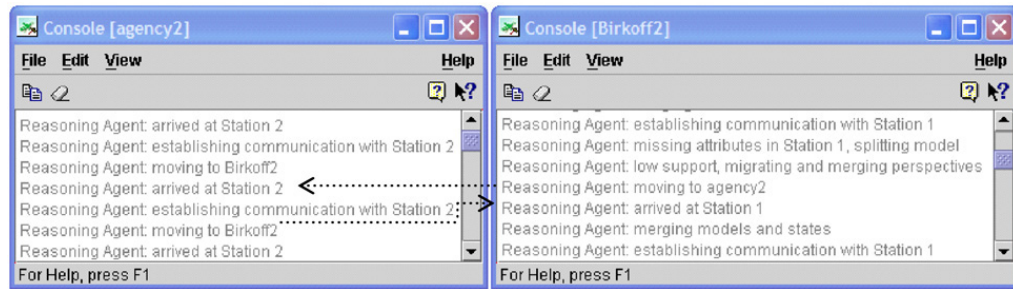 Console [agency2]
File Edit View Help
Reasoning Agent: arrived at Station 2
Reasoning Agent: establishing communication with Station 2
Reasoning Agent: moving to Birkoff2
Reasoning Agent: arrived at Station 2
Reasoning Agent: establishing communication with Station 2
Reasoning Agent: moving to Birkoff2
Reasoning Agent: arrived at Station 2
For Help, press F1
Console [Birkoff2]
File Edit View Help
Reasoning Agent: establishing communication with Station 1
Reasoning Agent: missing attributes in Station 1, splitting model
Reasoning Agent: low support, migrating and merging perspectives
Reasoning Agent: moving to agency2
Reasoning Agent: arrived at Station 1
Reasoning Agent: merging models and states
Reasoning Agent: establishing communication with Station 1
For Help, press F1